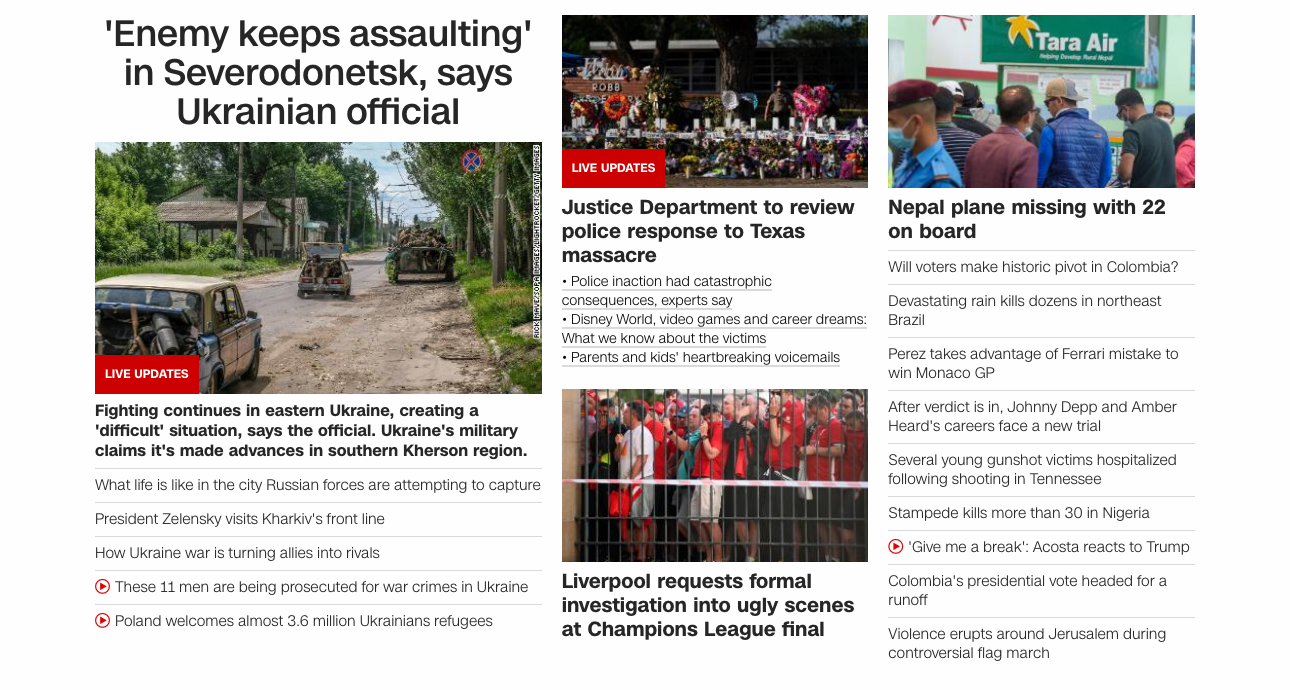 'Enemy keeps assaulting'
in Severodonetsk, says
Ukrainian official
RICK MAVE/SOPA IMAGES/LIGHTROCKET/GETTY IMAGES
LIVE UPDATES
Fighting continues in eastern Ukraine, creating a
'difficult' situation, says the official. Ukraine's military
claims it's made advances in southern Kherson region.
What life is like in the city Russian forces are attempting to capture
President Zelensky visits Kharkiv's front line
How Ukraine war is turning allies into rivals
These 11 men are being prosecuted for war crimes in Ukraine
Poland welcomes almost 3.6 million Ukrainians refugees
ROBB
LIVE UPDATES
Justice Department to review
police response to Texas
massacre
• Police inaction had catastrophic
consequences, experts say
• Disney World, video games and career dreams:
What we know about the victims
• Parents and kids' heartbreaking voicemails
Liverpool requests formal
investigation into ugly scenes
at Champions League final
Tara Air
Helping Develop Rural Nepal
Nepal plane missing with 22
on board
Will voters make historic pivot in Colombia?
Devastating rain kills dozens in northeast
Brazil
Perez takes advantage of Ferrari mistake to
win Monaco GP
After verdict is in, Johnny Depp and Amber
Heard's careers face a new trial
Several young gunshot victims hospitalized
following shooting in Tennessee
Stampede kills more than 30 in Nigeria
'Give me a break': Acosta reacts to Trump
Colombia's presidential vote headed for a
runoff
Violence erupts around Jerusalem during
controversial flag march